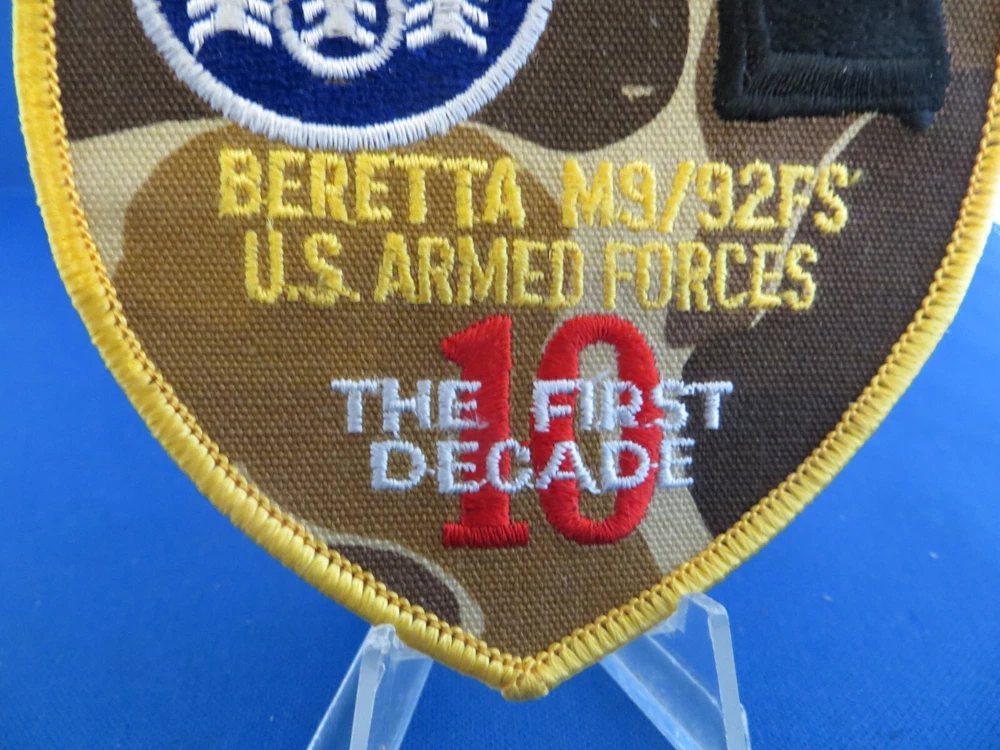 BERETTA M9/92FS
U.S. ARMED FORCES
10
THE FIRST
DECADE